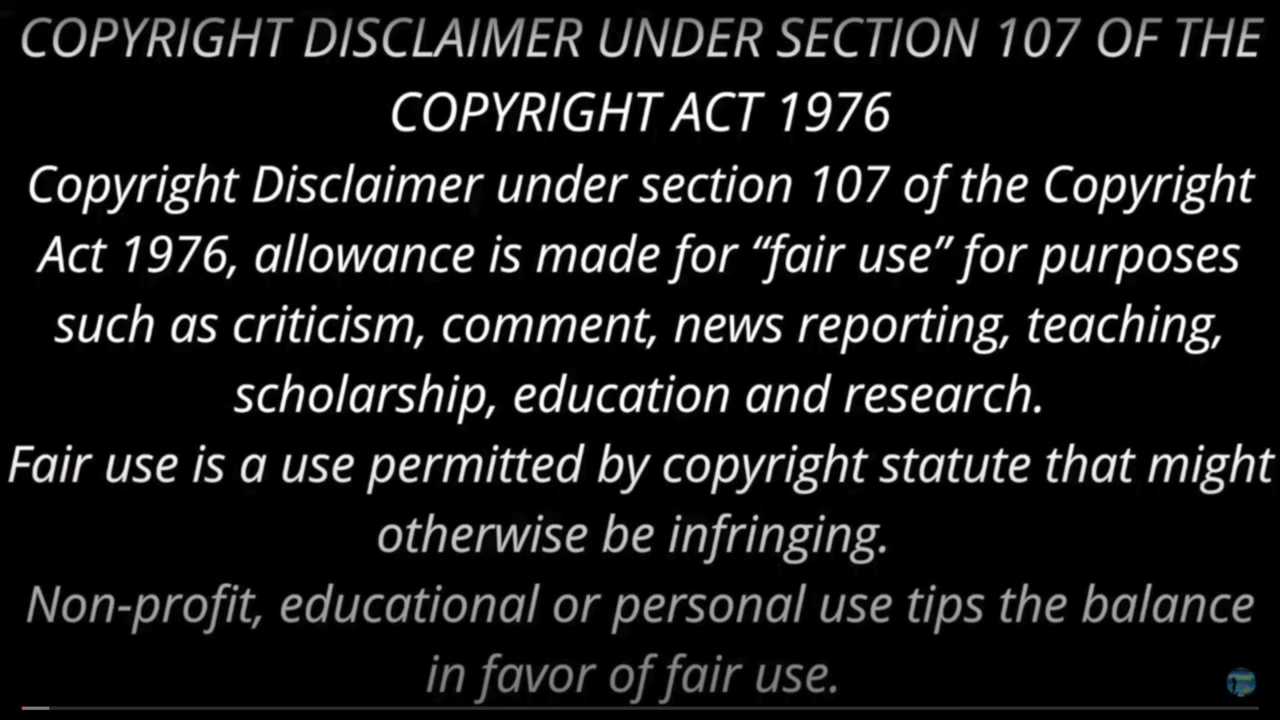 COPYRIGHT DISCLAIMER UNDER SECTION 107 OF THE
COPYRIGHT ACT 1976
Copyright Disclaimer under section 107 of the Copyright
Act 1976, allowance is made for “fair use” for purposes
such as criticism, comment, news reporting, teaching,
scholarship, education and research.
Fair use is a use permitted by copyright statute that might
otherwise be infringing.
Non-profit, educational or personal use tips the balance
in favor of fair use.